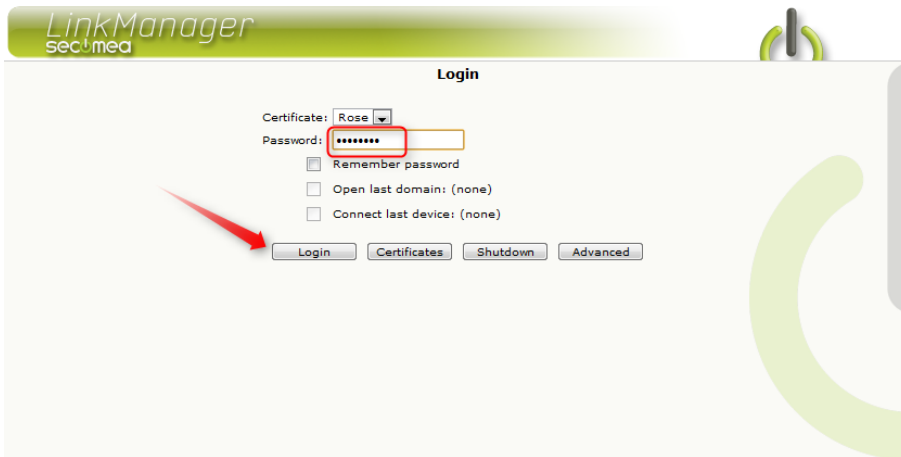 LinkManager
secomea
Login
Certificate: Rose
Password: ••••••••
Remember password
Open last domain: (none)
Connect last device: (none)
Login Certificates Shutdown Advanced